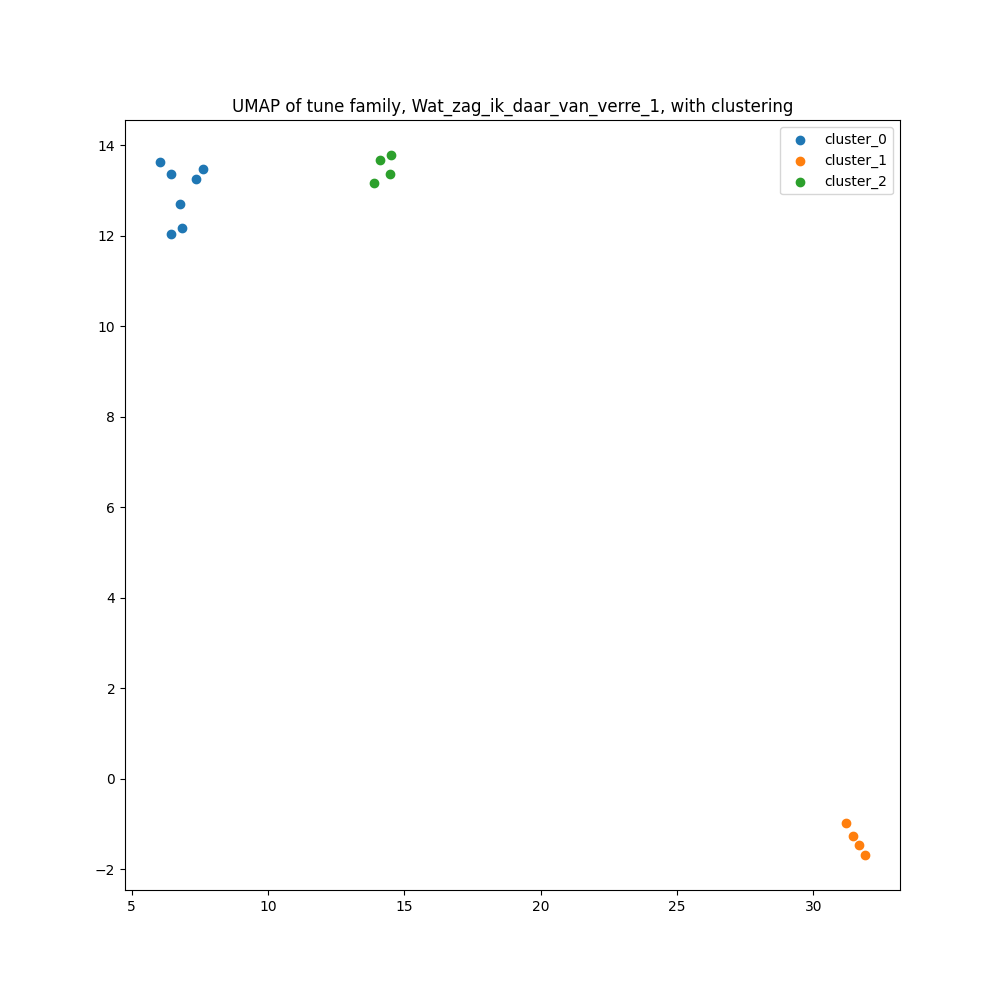 UMAP of tune family, Wat_zag_ik_daar_van_verre_1, with clustering
cluster_0
cluster_1
cluster_2
14
12
10
8
6
4
2
0
−2
5 10 15 20 25 30